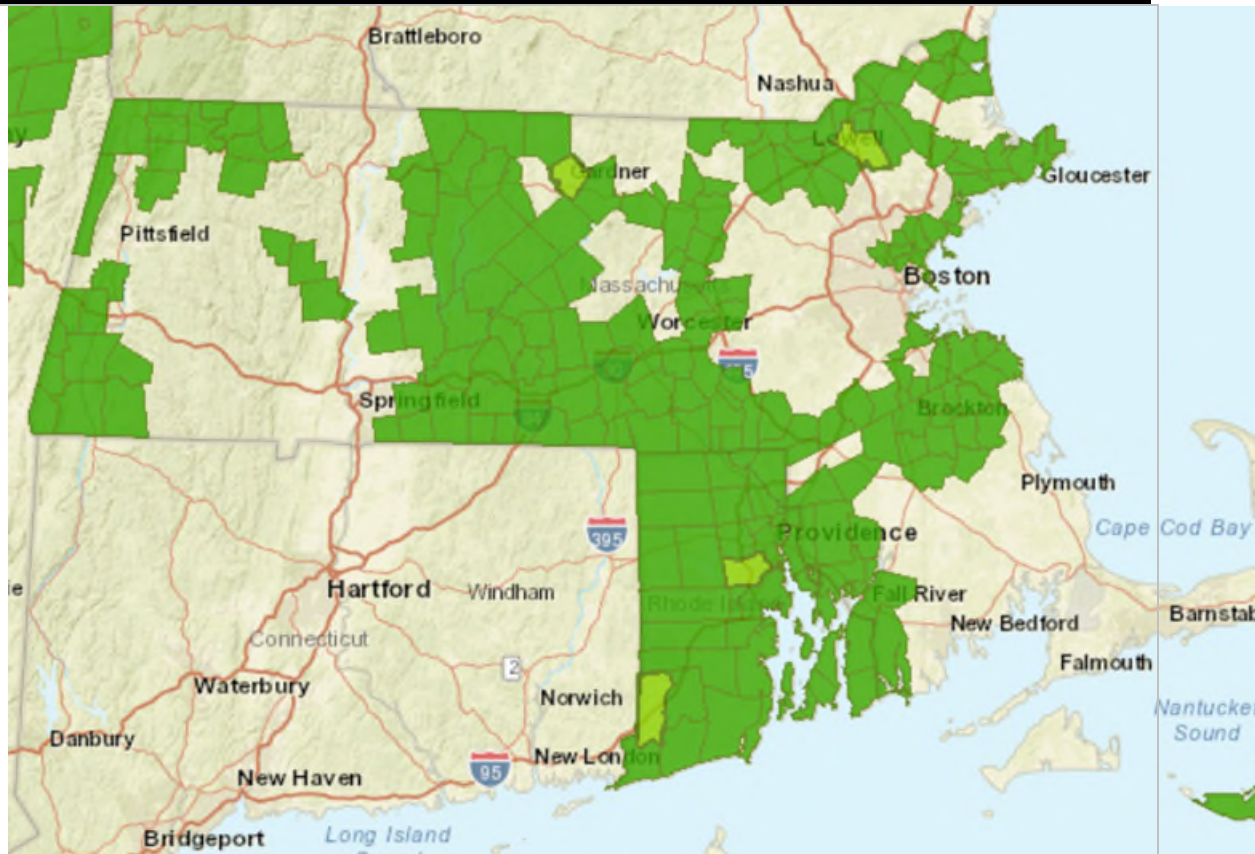 Brattleboro
Nashua
Lowell
Gardner
Gloucester
Pittsfield
Boston
Massachusetts
Worcester
Springfield
Brockton
Plymouth
Cape Cod Bay
395
Providence
Hartford
Windham
Rhode Island
Fall River
New Bedford
Barnstab
Connecticut
2
Falmouth
Waterbury
Norwich
Nantucket
Sound
Danbury
New London
95
New Haven
Bridgeport
Long Island